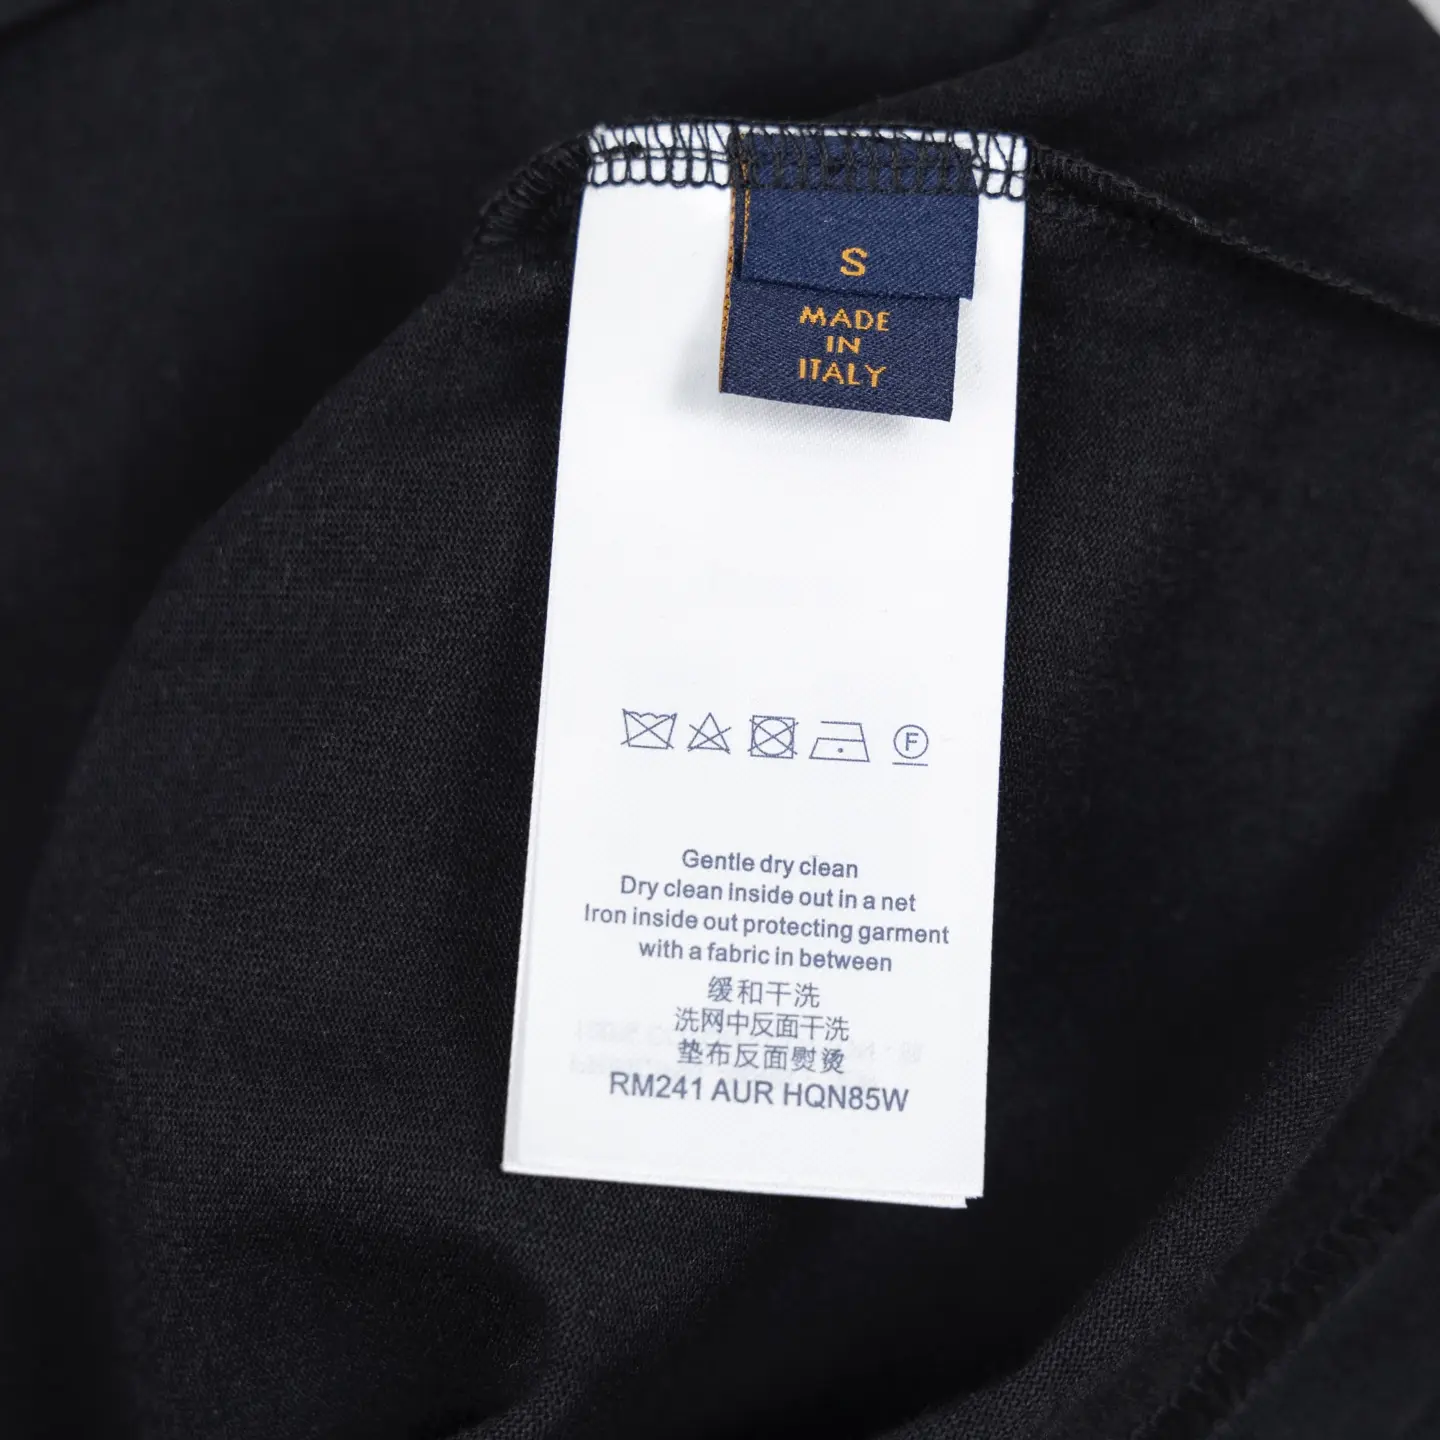 S
MADE
IN
ITALY
F
Gentle dry clean
Dry clean inside out in a net
Iron inside out protecting garment
with a fabric in between
缓和干洗
洗网中反面干洗
垫布反面熨烫
RM241 AUR HQN85W